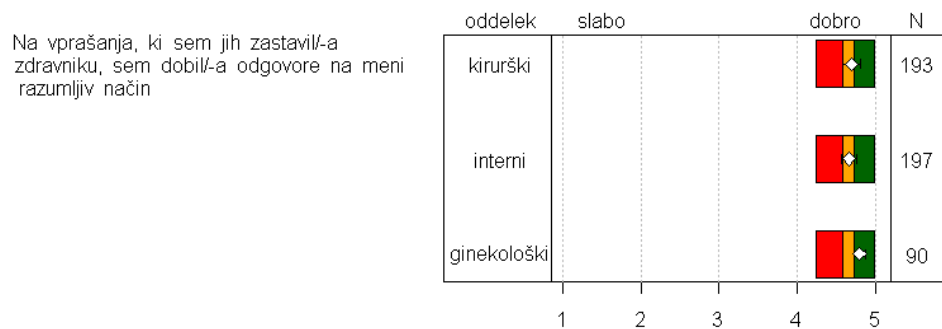 oddelek slabo dobro N
Na vprašanja, ki sem jih zastavil/-a
zdravniku, sem dobil/-a odgovore na meni
razumljiv način
kirurški 193
interni 197
ginekološki 90
1 2 3 4 5